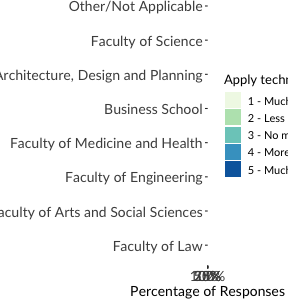 Other/Not Applicable
Faculty of Science
Architecture, Design and Planning
Business School
Faculty of Medicine and Health
Faculty of Engineering
aculty of Arts and Social Sciences
Faculty of Law
Percentage of Responses
Apply techn
1 - Much
2 - Less
3 - No m
4 - More
5 - Much